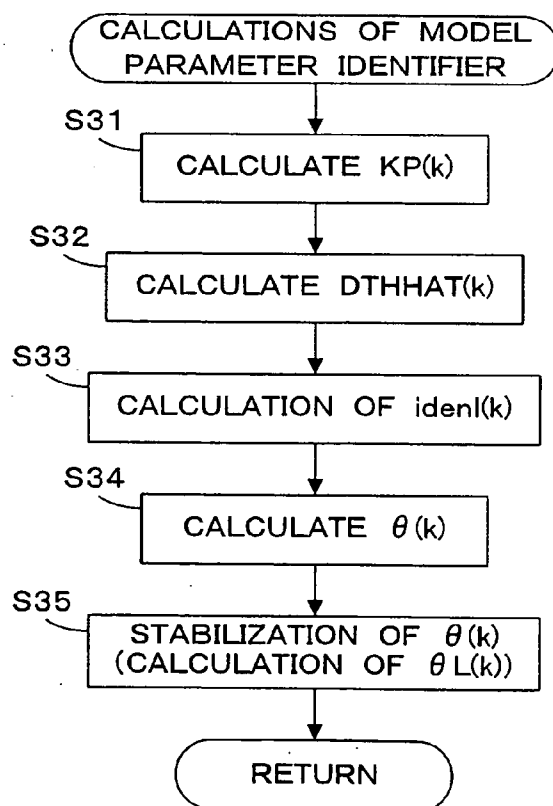 CALCULATIONS OF MODEL
PARAMETER IDENTIFIER
S31
CALCULATE KP(k)
S32
CALCULATE DTHHAT(k)
S33
CALCULATION OF idenl(k)
S34
CALCULATE θ(k)
S35
STABILIZATION OF θ(k)
(CALCULATION OF θL(k))
RETURN